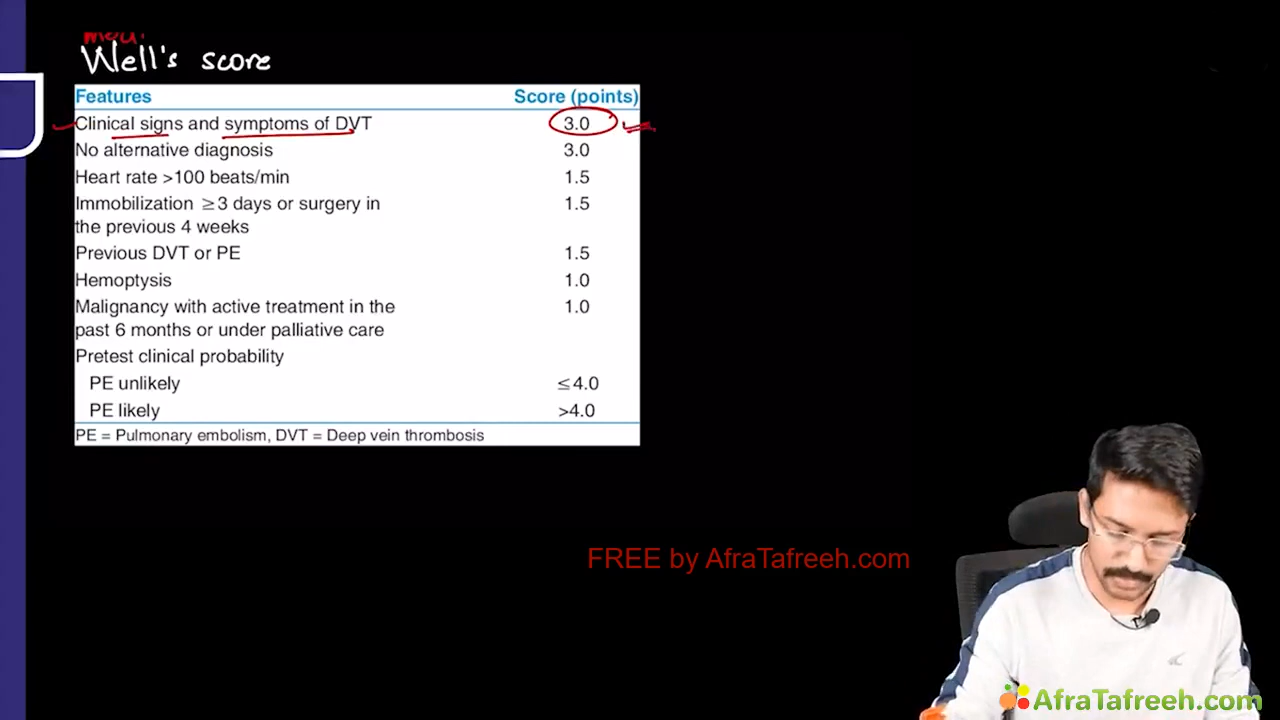 Well's score
Features Score (points)
Clinical signs and symptoms of DVT 3.0
No alternative diagnosis 3.0
Heart rate >100 beats/min 1.5
Immobilization ≥3 days or surgery in 1.5
the previous 4 weeks
Previous DVT or PE 1.5
Hemoptysis 1.0
Malignancy with active treatment in the 1.0
past 6 months or under palliative care
Pretest clinical probability
PE unlikely ≤4.0
PE likely >4.0
PE = Pulmonary embolism, DVT = Deep vein thrombosis
FREE by AfraTafreeh.com
AfraTafreeh.com